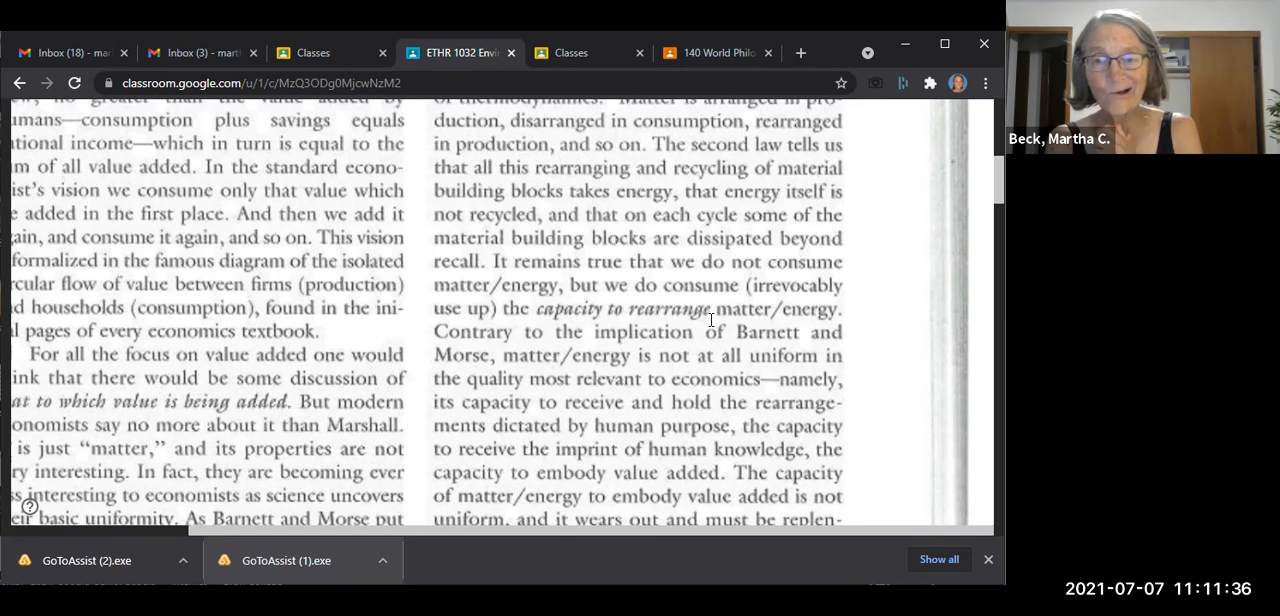 Inbox (18) - mar
Inbox (3) - mart
Classes
ETHR 1032 Envi
Classes
140 World Philo
classroom.google.com/u/1/c/MzQ3ODg0MjcwNzM2
Beck, Martha C.
umans—consumption plus savings equals
ational income—which in turn is equal to the
m of all value added. In the standard econo-
ist's vision we consume only that value which
e added in the first place. And then we add it
ain, and consume it again, and so on. This vision
formalized in the famous diagram of the isolated
rcular flow of value between firms (production)
d households (consumption), found in the ini-
l pages of every economics textbook.
For all the focus on value added one would
ink that there would be some discussion of
at to which value is being added. But modern
onomists say no more about it than Marshall.
is just “matter,” and its properties are not
ry interesting. In fact, they are becoming ever
ss interesting to economists as science uncovers
eir basic uniformity. As Barnett and Morse put
of thermodynamics. Matter is arranged in pro-
duction, disarranged in consumption, rearranged
in production, and so on. The second law tells us
that all this rearranging and recycling of material
building blocks takes energy, that energy itself is
not recycled, and that on each cycle some of the
material building blocks are dissipated beyond
recall. It remains true that we do not consume
matter/energy, but we do consume (irrevocably
use up) the capacity to rearrange matter/energy.
Contrary to the implication of Barnett and
Morse, matter/energy is not at all uniform in
the quality most relevant to economics—namely,
its capacity to receive and hold the rearrange-
ments dictated by human purpose, the capacity
to receive the imprint of human knowledge, the
capacity to embody value added. The capacity
of matter/energy to embody value added is not
uniform, and it wears out and must be replen-
GoToAssist (2).exe
GoToAssist (1).exe
Show all
2021-07-07 11:11:36